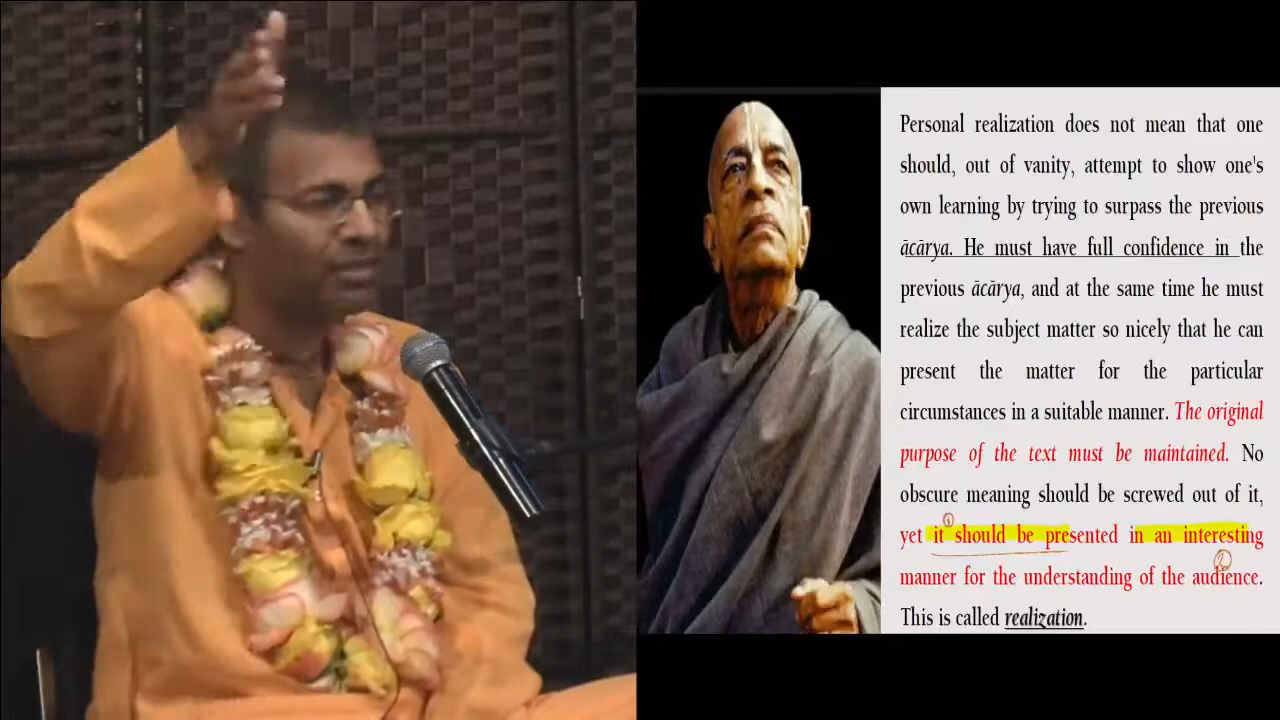 Personal realization does not mean that one
should, out of vanity, attempt to show one's
own learning by trying to surpass the previous
ācārya. He must have full confidence in the
previous ācārya, and at the same time he must
realize the subject matter so nicely that he can
present the matter for the particular
circumstances in a suitable manner. The original
purpose of the text must be maintained. No
obscure meaning should be screwed out of it,
yet it should be presented in an interesting
manner for the understanding of the audience.
This is called realization.